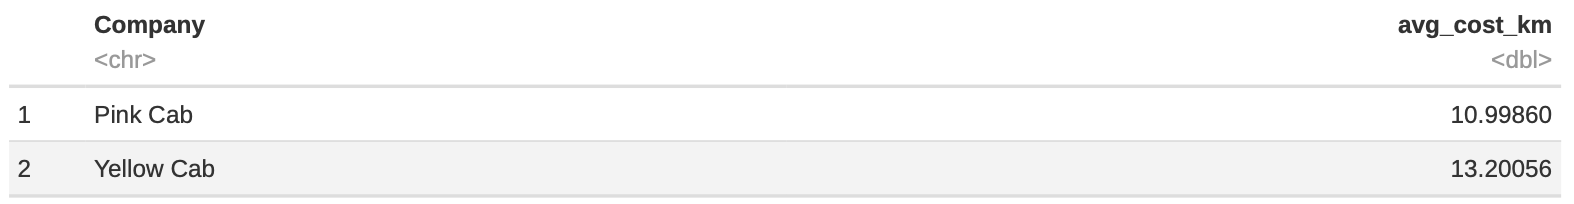 Company avg_cost_km
<chr> <dbl>
1 Pink Cab 10.99860
2 Yellow Cab 13.20056